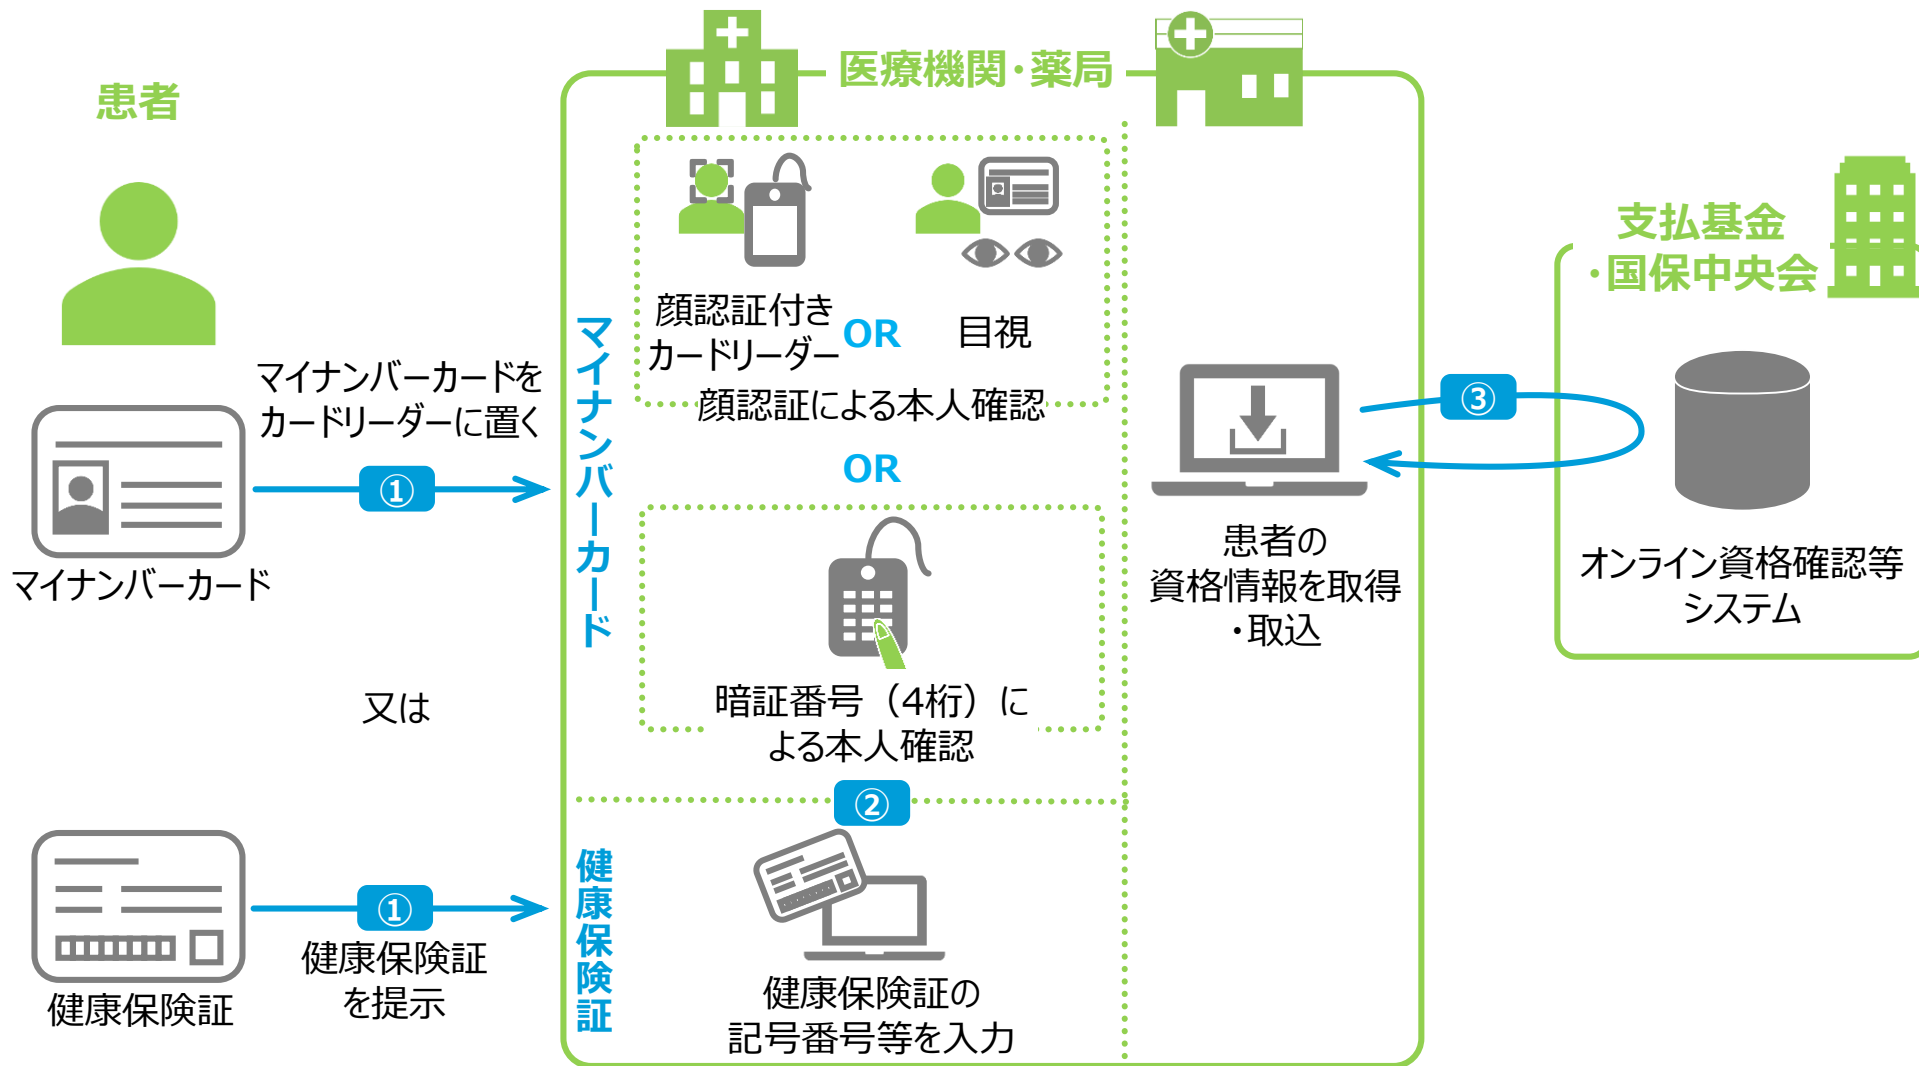 患者
マイナンバーカードを
カードリーダーに置く
①
マイナンバーカード
又は
①
健康保険証
を提示
健康保険証
医療機関・薬局
マイナンバーカード
顔認証付き
カードリーダー
OR
目視
顔認証による本人確認
OR
暗証番号（4桁）に
よる本人確認
②
健康保険証
健康保険証の
記号番号等を入力
患者の
資格情報を取得
・取込
③
支払基金
・国保中央会
オンライン資格確認等
システム